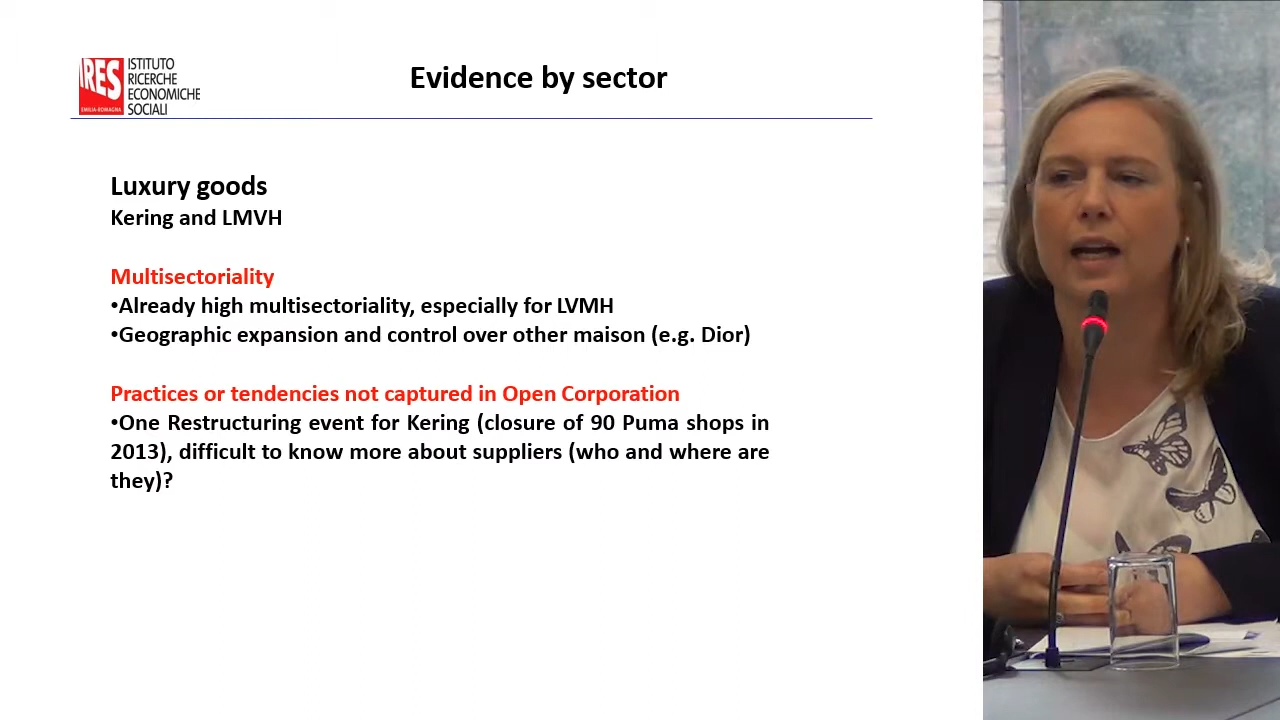 IRES
EMILIA-ROMAGNA
ISTITUTO
RICERCHE
ECONOMICHE
SOCIALI
Evidence by sector
Luxury goods
Kering and LMVH
Multisectoriality
•Already high multisectoriality, especially for LVMH
•Geographic expansion and control over other maison (e.g. Dior)
Practices or tendencies not captured in Open Corporation
•One Restructuring event for Kering (closure of 90 Puma shops in
2013), difficult to know more about suppliers (who and where are
they)?